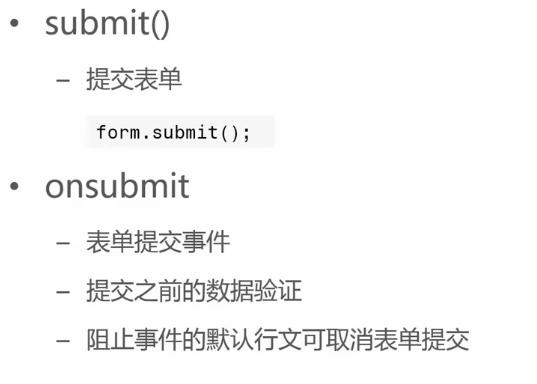 • submit()
– 提交表单
form.submit();
• onsubmit
– 表单提交事件
– 提交之前的数据验证
– 阻止事件的默认行文可取消表单提交